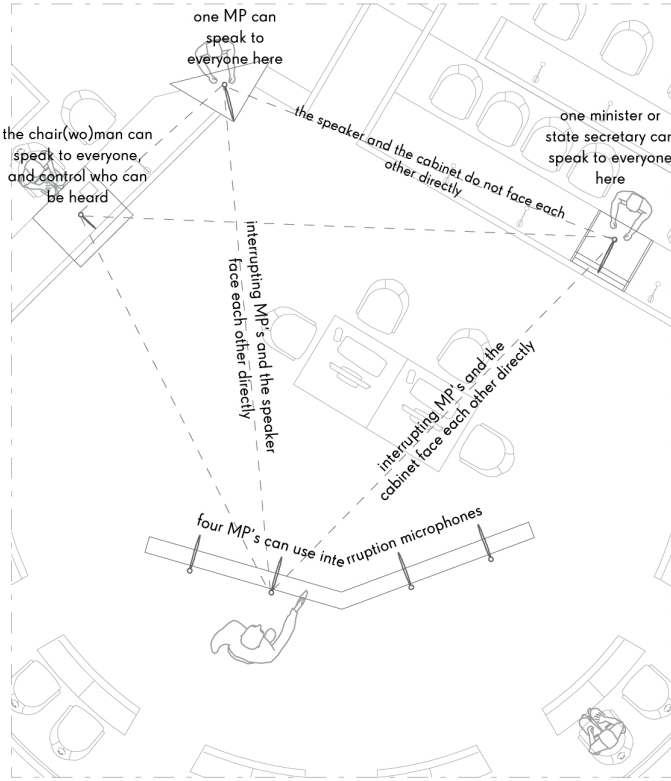 one MP can
speak to
everyone here
the chair(wo)man can
speak to everyone,
and control who can
be heard
the speaker and the cabinet do not face each
other directly
one minister or
state secretary can
speak to everyone
here
interrupting MP's and the speaker
face each other directly
interrupting MP's and the
cabinet face each other directly
four MP's can use interruption microphones